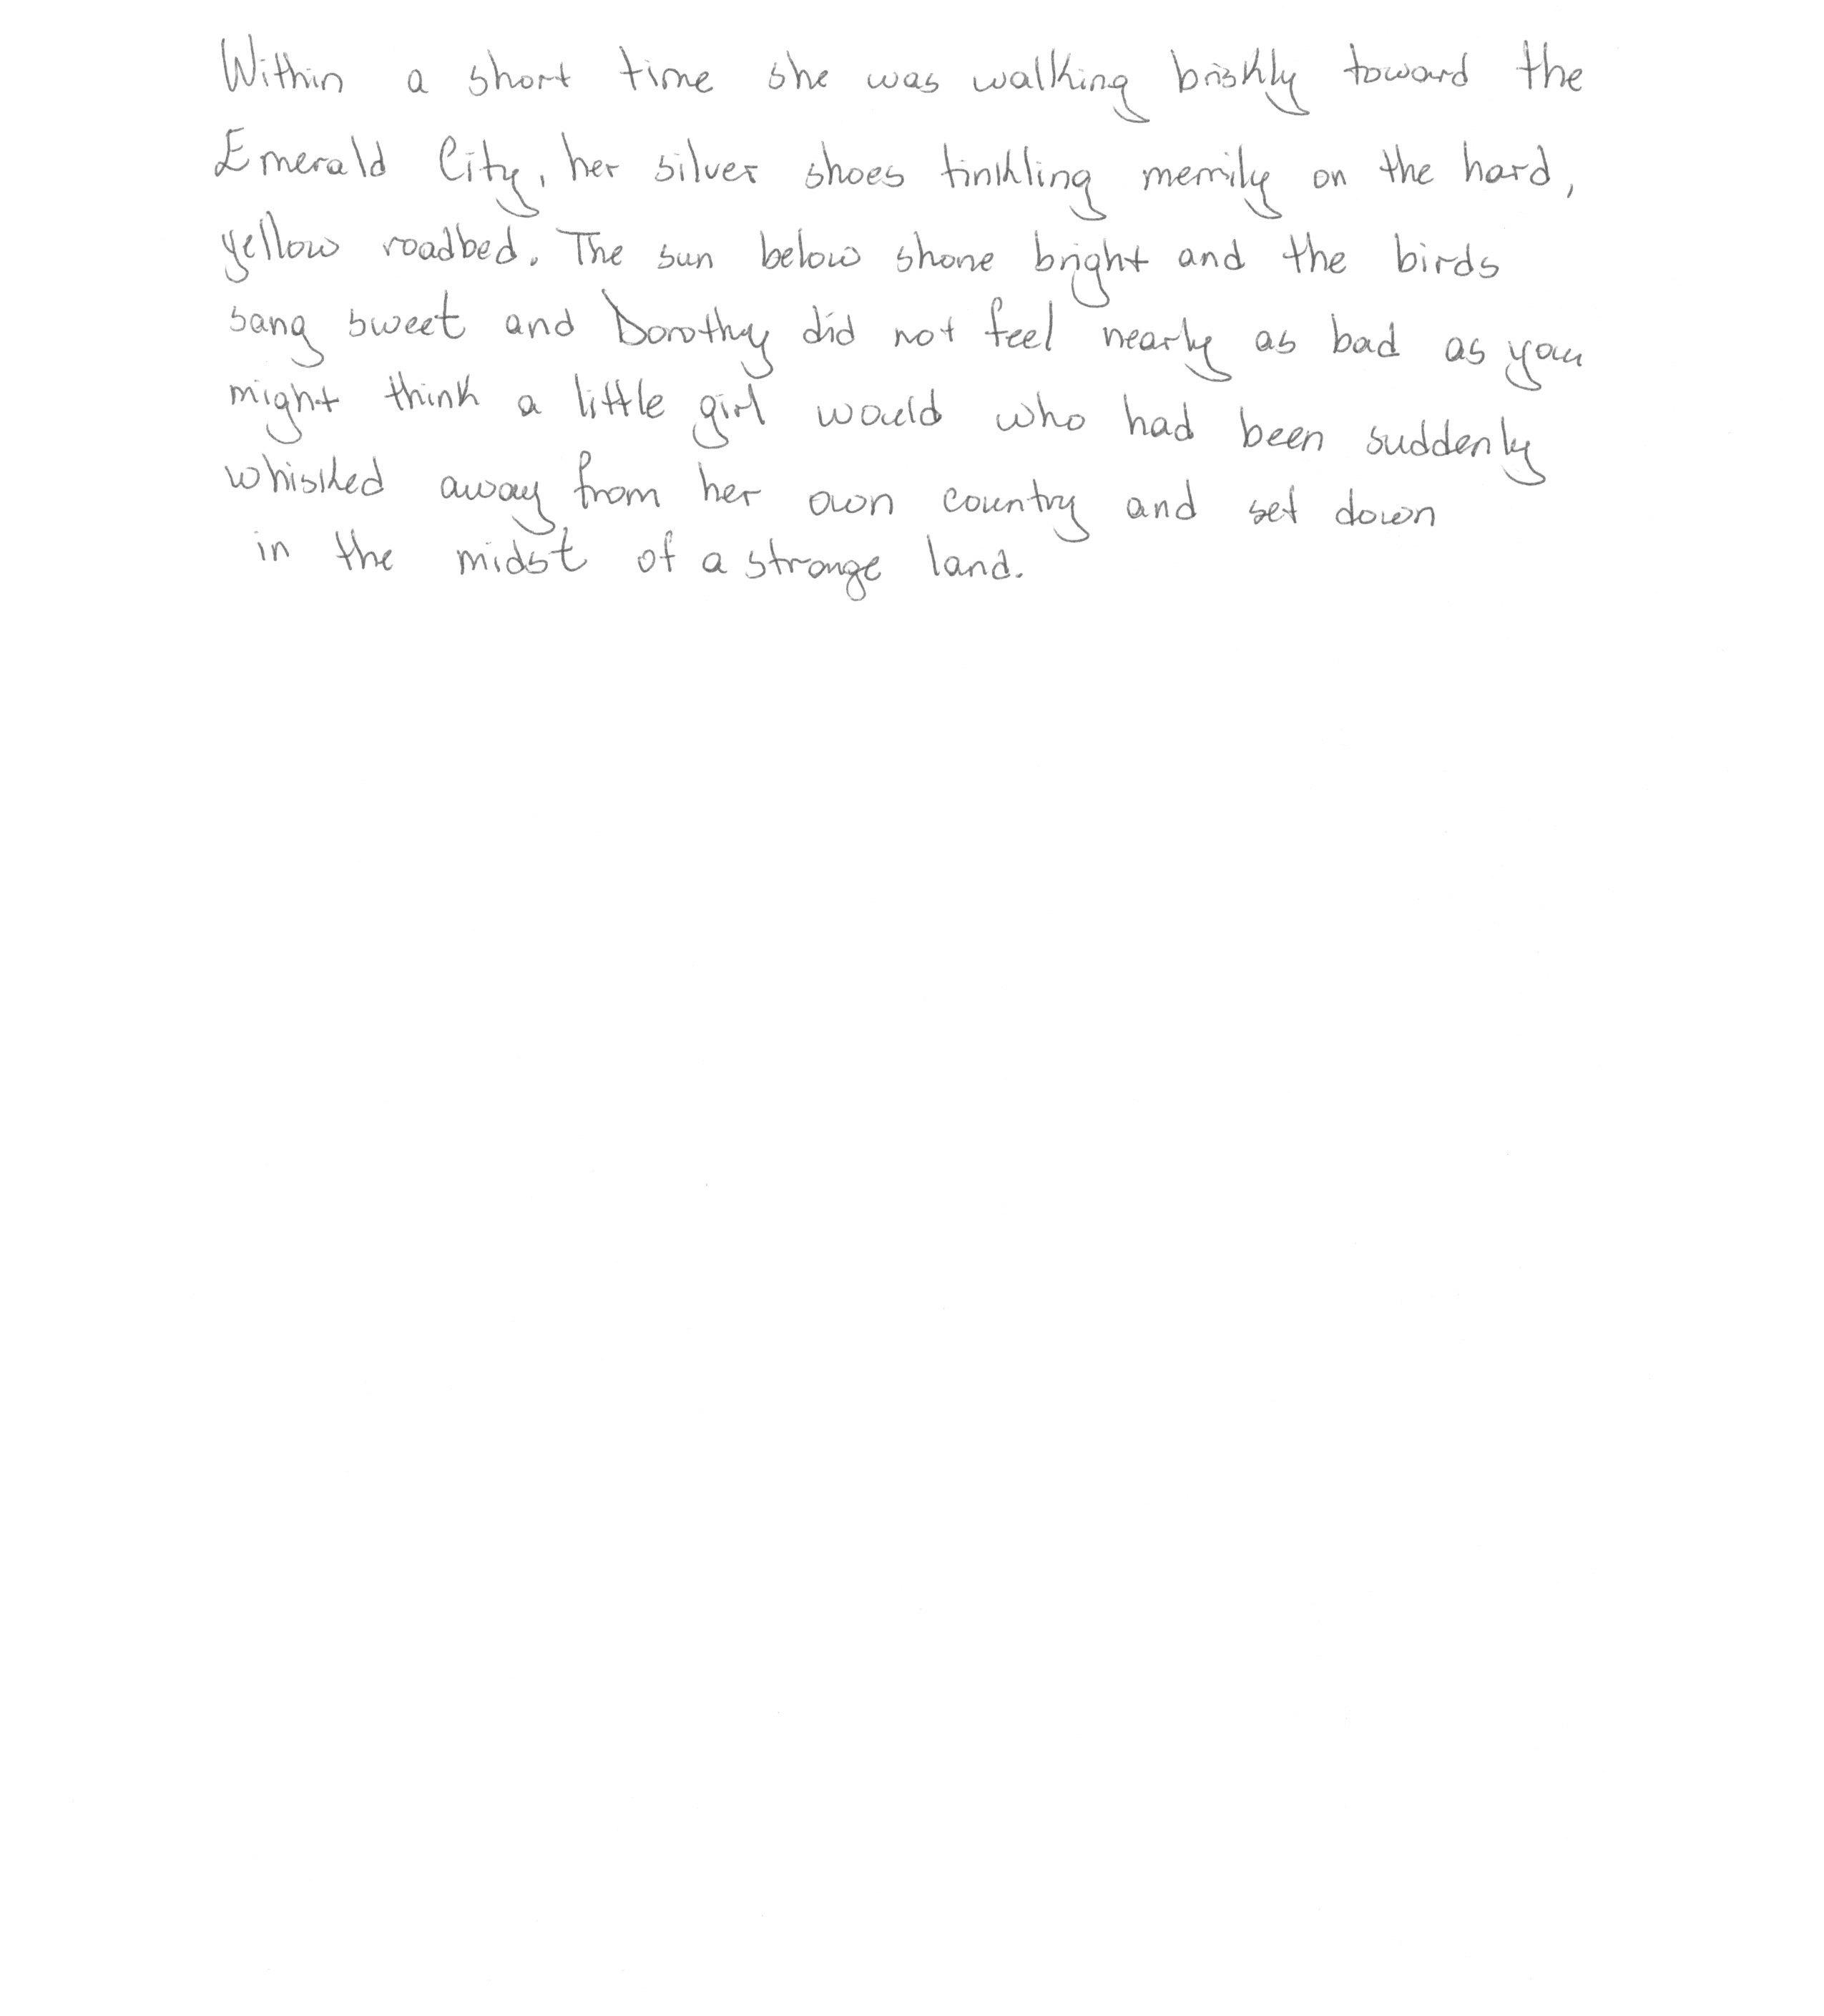 Within a short time she was walking briskly toward the
Emerald City, her silver shoes tinkling merrily on the hard,
yellow roadbed. The sun below shone bright and the birds
sang sweet and Dorothy did not feel nearly as bad as you
might think a little girl would who had been suddenly
whisked away from her own country and set down
in the midst of a strange land.